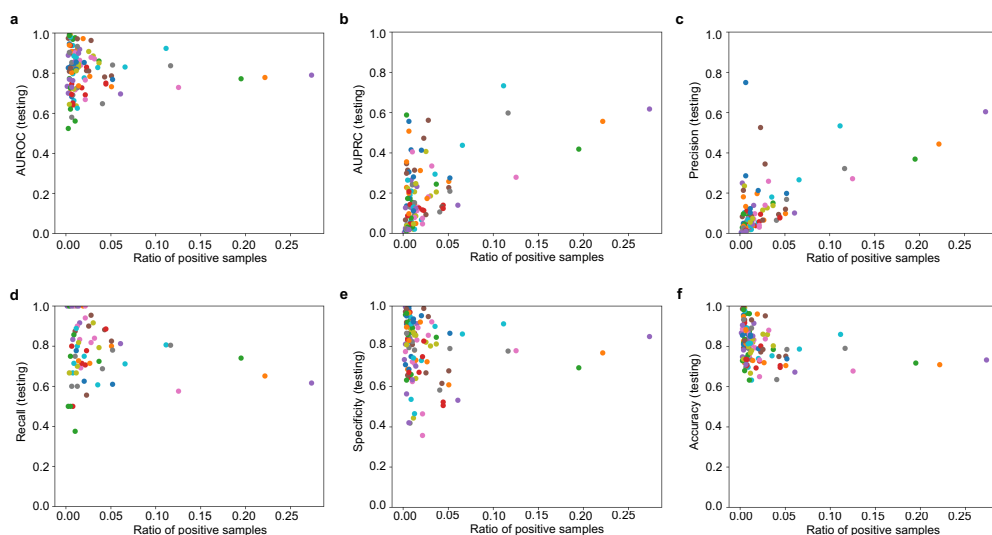 a
1.0
0.8
0.6
0.4
0.2
0.0
AUROC (testing)
0.00 0.05 0.10 0.15 0.20 0.25
Ratio of positive samples
b
1.0
0.8
0.6
0.4
0.2
0.0
AUPRC (testing)
0.00 0.05 0.10 0.15 0.20 0.25
Ratio of positive samples
c
1.0
0.8
0.6
0.4
0.2
0.0
Precision (testing)
0.00 0.05 0.10 0.15 0.20 0.25
Ratio of positive samples
d
1.0
0.8
0.6
0.4
0.2
0.0
Recall (testing)
0.00 0.05 0.10 0.15 0.20 0.25
Ratio of positive samples
e
1.0
0.8
0.6
0.4
0.2
0.0
Specificity (testing)
0.00 0.05 0.10 0.15 0.20 0.25
Ratio of positive samples
f
1.0
0.8
0.6
0.4
0.2
0.0
Accuracy (testing)
0.00 0.05 0.10 0.15 0.20 0.25
Ratio of positive samples